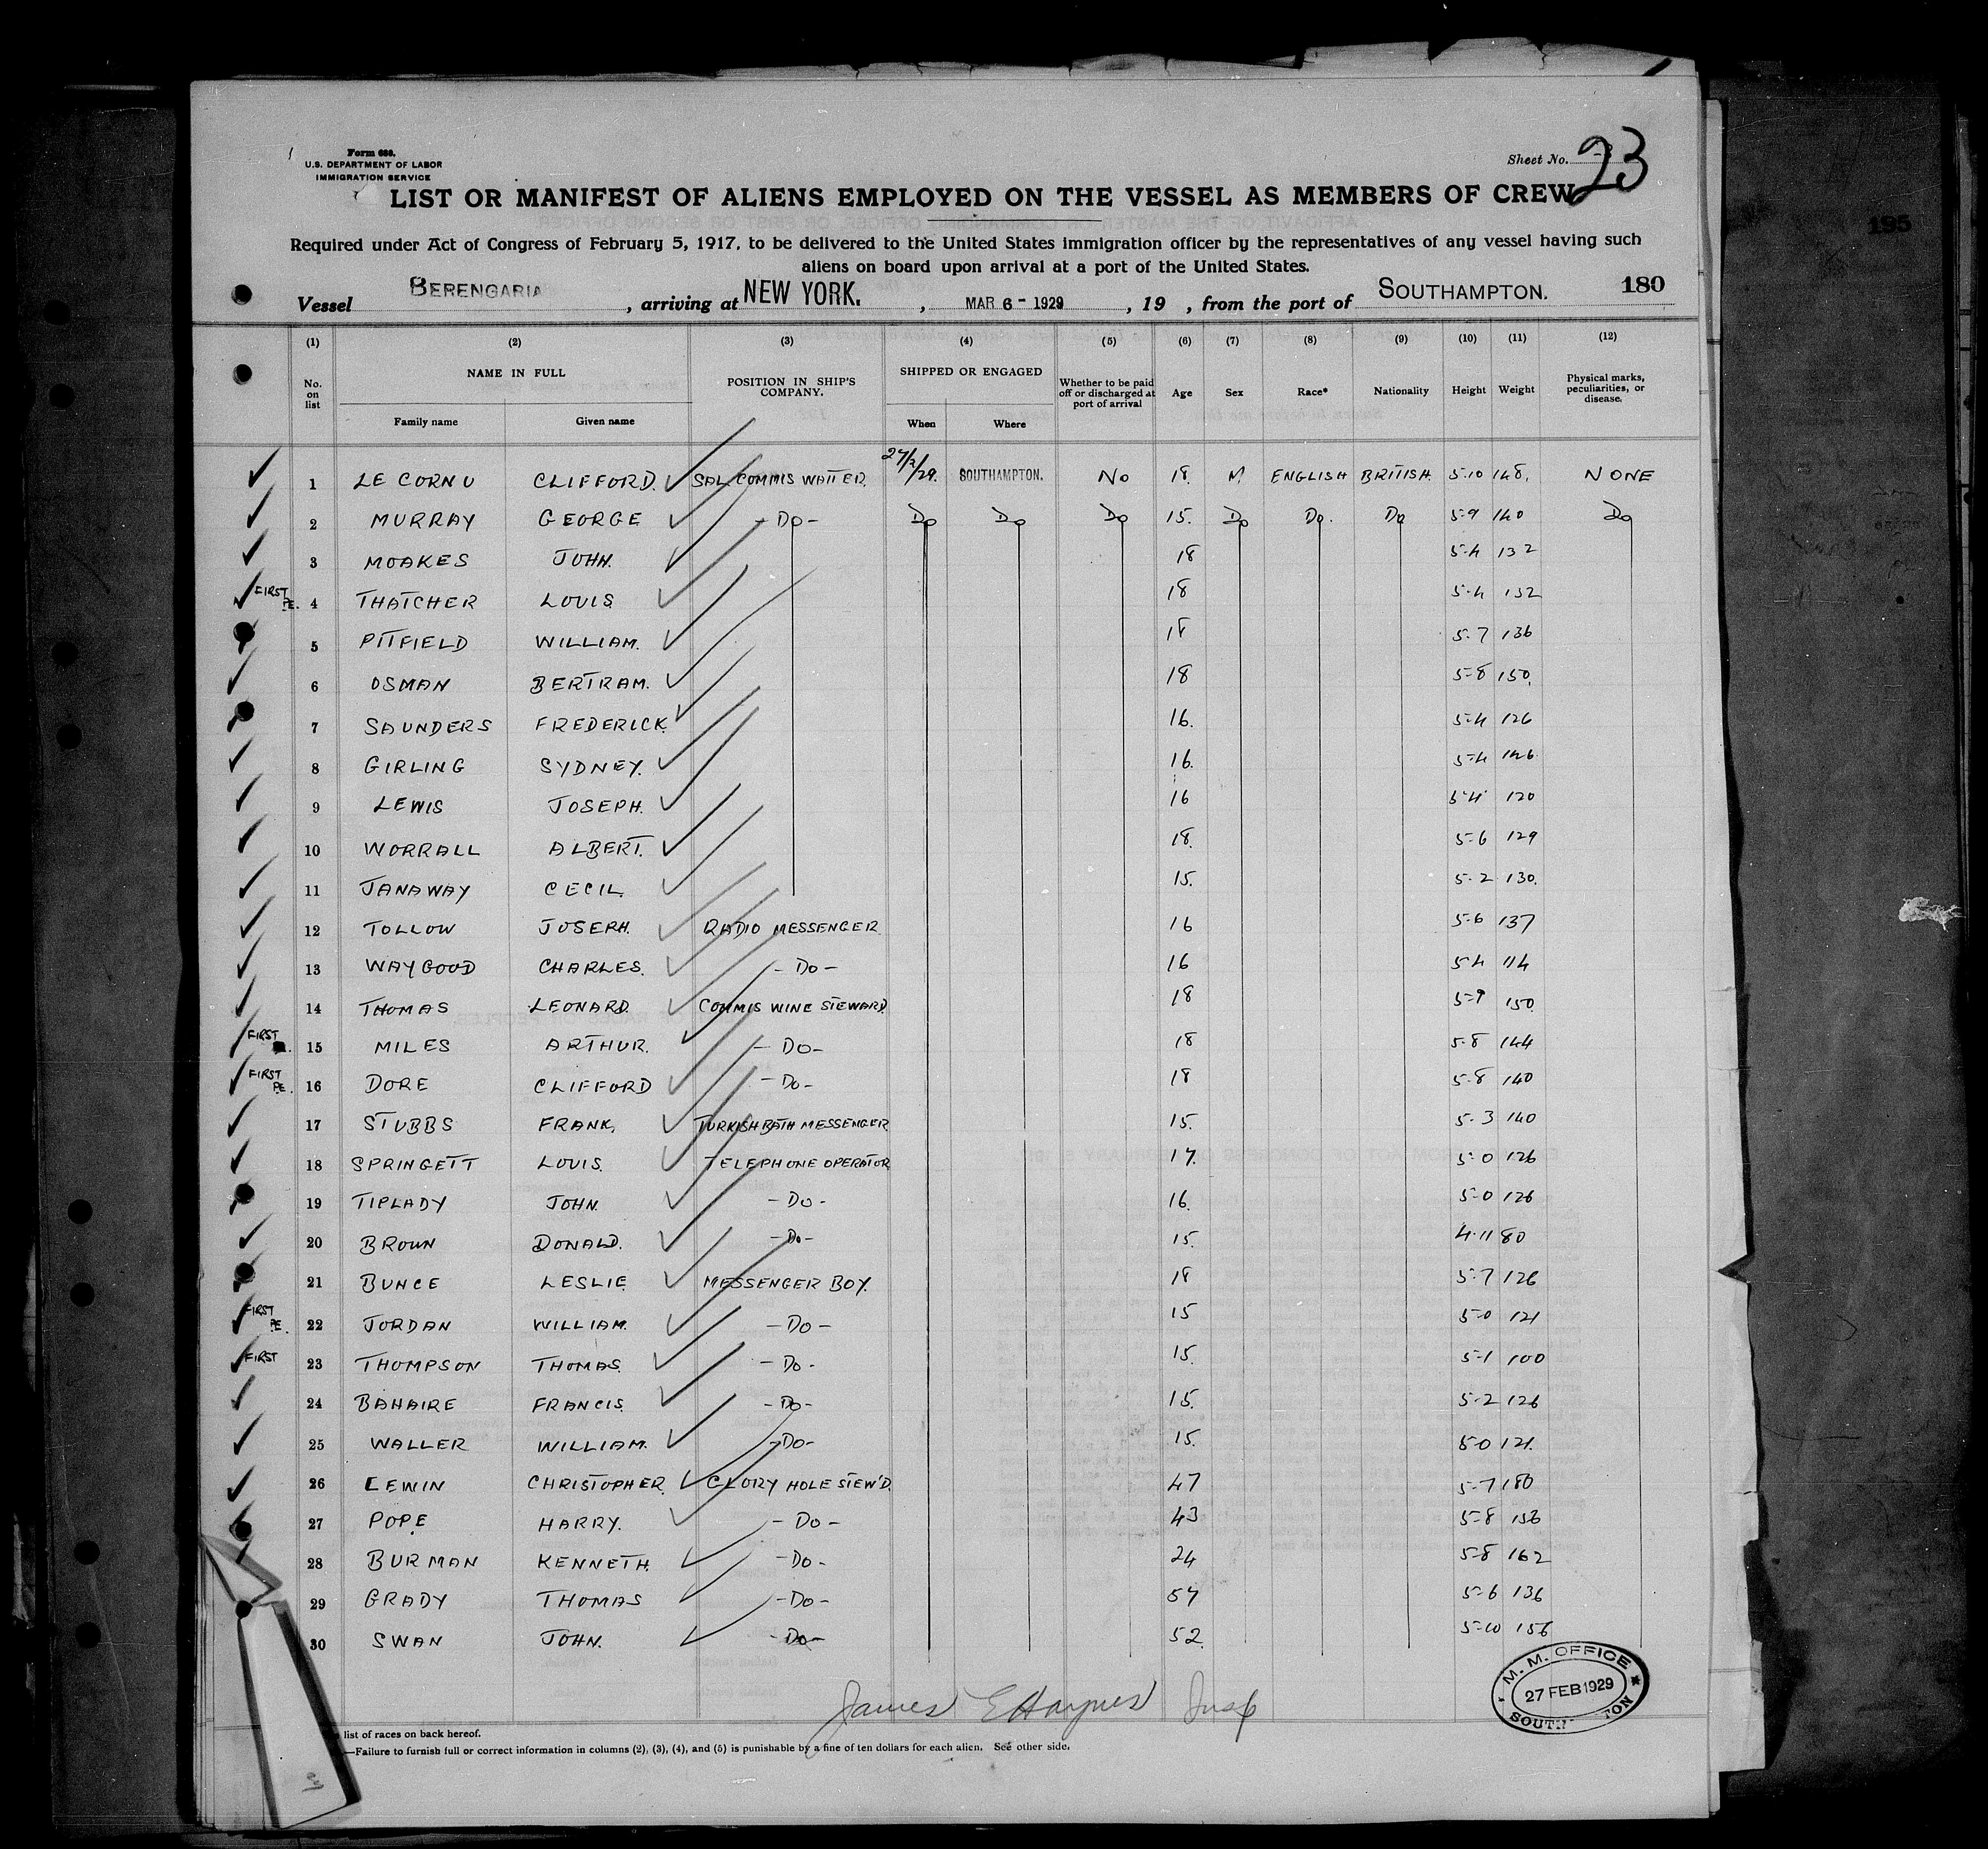 Form 680.
U.S. DEPARTMENT OF LABOR
IMMIGRATION SERVICE
Sheet No. 23
LIST OR MANIFEST OF ALIENS EMPLOYED ON THE VESSEL AS MEMBERS OF CREW
Required under Act of Congress of February 5, 1917, to be delivered to the United States immigration officer by the representatives of any vessel having such
aliens on board upon arrival at a port of the United States.
Vessel BERENGARIA, arriving at NEW YORK., MAR 6 - 1929, 19 , from the port of SOUTHAMPTON. 180
(1) (2) (3) (4) (5) (6) (7) (8) (9) (10) (11) (12)
No. on list NAME IN FULL Family name Given name POSITION IN SHIP'S COMPANY. SHIPPED OR ENGAGED When Where Whether to be paid off or discharged at port of arrival Age Sex Race* Nationality Height Weight Physical marks, peculiarities, or disease.
1 LE CORNU CLIFFORD. SAL. COMMIS WAITER. 27/2/29. SOUTHAMPTON. NO 18. M. ENGLISH BRITISH. 5-10 148. NONE
2 MURRAY GEORGE -DO- DO DO DO 15. DO DO. DO 5-9 140 DO
3 MOAKES JOHN. 18 5-4 132
FIRST PE. 4 THATCHER LOUIS 18 5-4 132
5 PITFIELD WILLIAM. 18 5-7 136
6 OSMAN BERTRAM. 18 5-8 150.
7 SAUNDERS FREDERICK. 16. 5-4 126
8 GIRLING SYDNEY. 16. 5-4 146.
9 LEWIS JOSEPH. 16 5-4 120
10 WORRALL ALBERT. 18. 5-6 129
11 JANAWAY CECIL. 15. 5-2 130.
12 TOLLOW JOSEPH. RADIO MESSENGER. 16 5-6 137
13 WAYGOOD CHARLES. -DO- 16 5-4 114
14 THOMAS LEONARD. COMMIS WINE STEWARD. 18 5-9 150.
FIRST 15 MILES ARTHUR. -DO- 18 5-8 144
FIRST PE. 16 DORE CLIFFORD -DO- 18 5-8 140
17 STUBBS FRANK, TURKISH BATH MESSENGER 15. 5-3 140
18 SPRINGETT LOUIS. TELEPHONE OPERATOR 17. 5-0 126
19 TIPLADY JOHN. -DO- 16. 5-0 126
20 BROWN DONALD. -DO- 15. 4-11 80
21 BUNCE LESLIE. MESSENGER BOY. 18 5-7 126
FIRST PE. 22 JORDAN WILLIAM. -DO- 15 5-0 121
FIRST 23 THOMPSON THOMAS. -DO- 15. 5-1 100
24 BAHAIRE FRANCIS. -DO- 15. 5-2 126
25 WALLER WILLIAM. -DO- 15. 5-0 121.
26 LEWIN CHRISTOPHER. GLORY HOLE STEW'D. 47 5-7 180
27 POPE HARRY. -DO- 43 5-8 156
28 BURMAN KENNETH. -DO- 24 5-8 162
29 GRADY THOMAS -DO- 57 5-6 136
30 SWAN JOHN. -DO- 52. 5-10 156
James E Haynes Insp
M. M. OFFICE
27 FEB 1929
list of races on back hereof.
—Failure to furnish full or correct information in columns (2), (3), (4), and (5) is punishable by a fine of ten dollars for each alien. See other side.
195